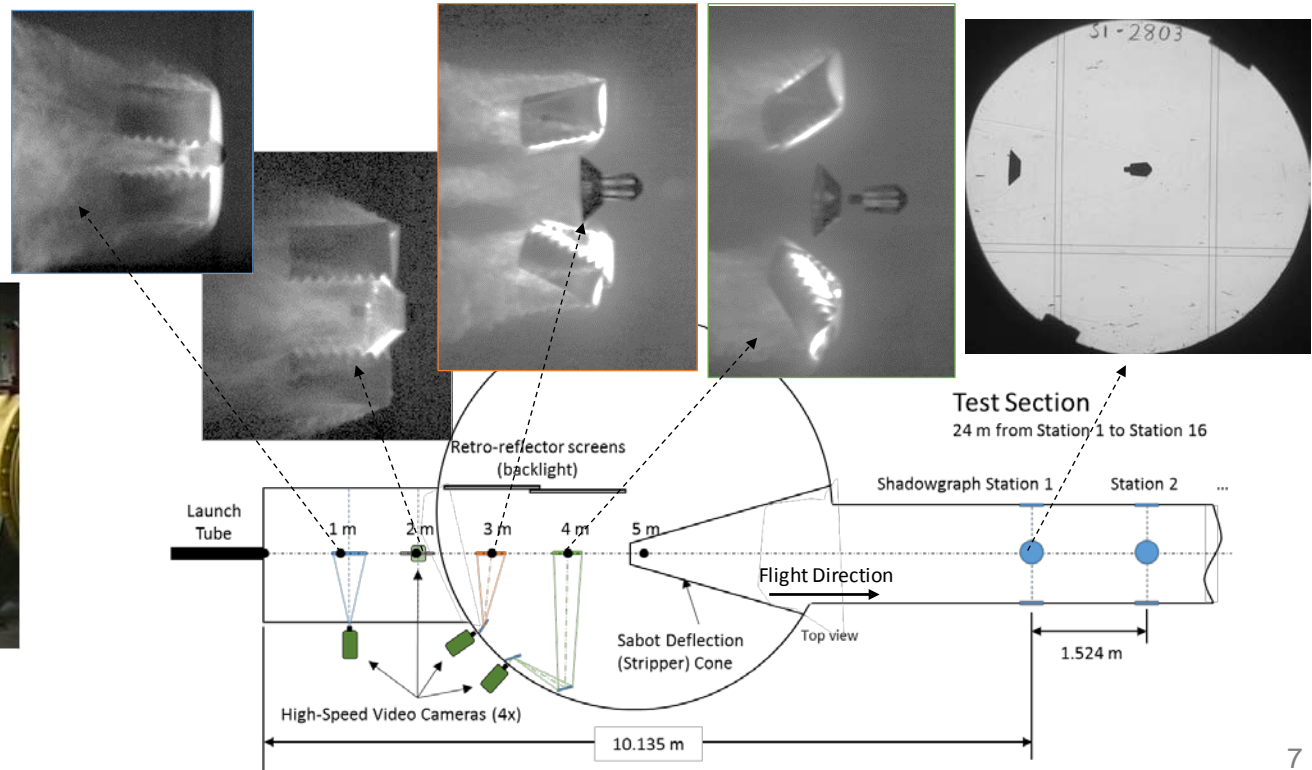 SI-2803
Test Section
24 m from Station 1 to Station 16
Retro-reflector screens
(backlight)
Shadowgraph Station 1
Station 2
...
Launch
Tube
1 m
2 m
3 m
4 m
5 m
Flight Direction
Top view
Sabot Deflection
(Stripper) Cone
1.524 m
High-Speed Video Cameras (4x)
10.135 m
7